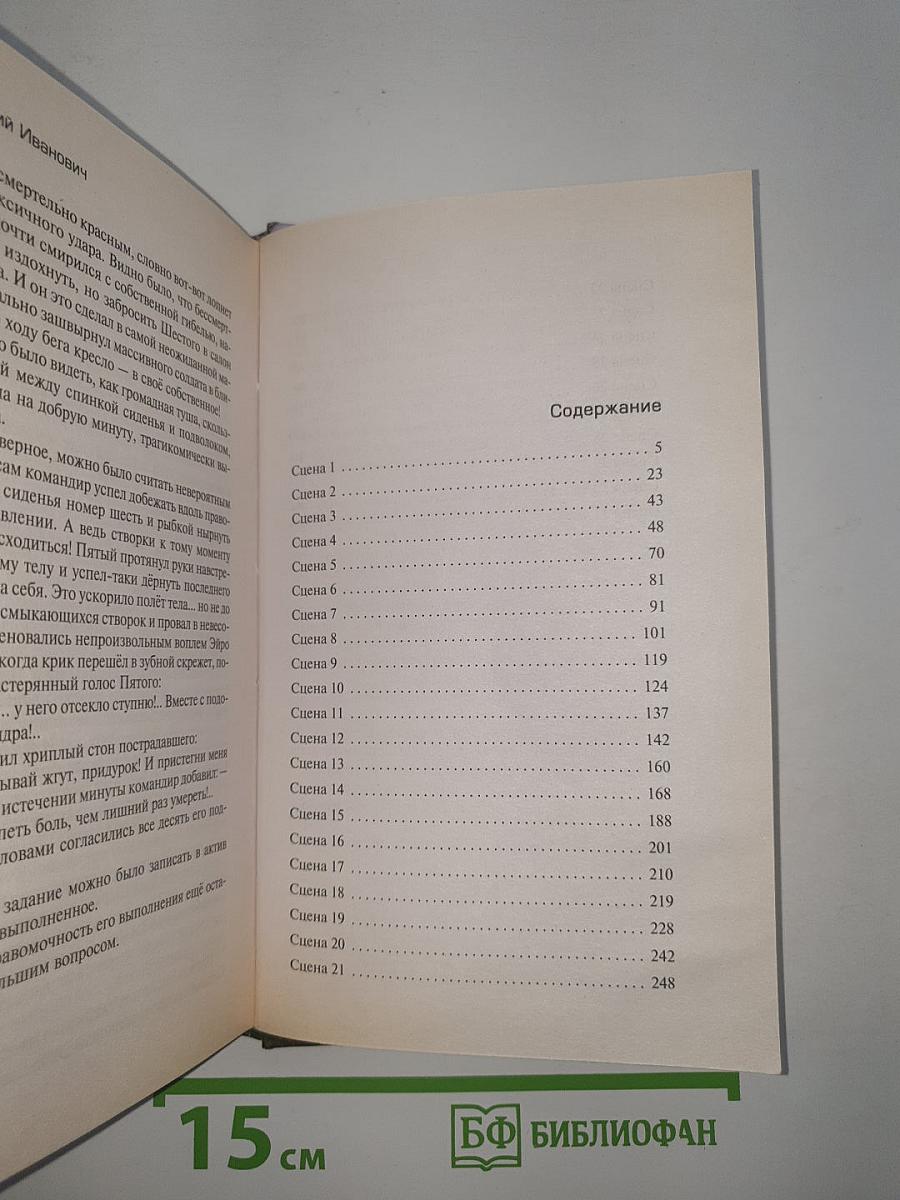 ий Иванович
смертельно красным, словно вот-вот лопнет
ксичного удара. Видно было, что бессмерт-
почти смирился с собственной гибелью, на-
издохнуть, но забросить Шестого в салон
а. И он это сделал в самой неожиданной ма-
ально зашвырнул массивного солдата в бли-
ходу бега кресло — в своё собственное!
о было видеть, как громадная туша, скольз-
й между спинкой сиденья и подволоком,
ла на добрую минуту, трагикомически вы-
верное, можно было считать невероятным
сам командир успел добежать вдоль право-
сиденья номер шесть и рыбкой нырнуть
авлении. А ведь створки к тому моменту
сходиться! Пятый протянул руки навстре-
му телу и успел-таки дёрнуть последнего
а себя. Это ускорило полёт тела... но не до
смыкающихся створок и провал в невесо-
еновались непроизвольным воплем Эйро
когда крик перешёл в зубной скрежет, по-
стерянный голос Пятого:
.. у него отсекло ступню!.. Вместе с подо-
ндра!..
ил хриплый стон пострадавшего:
ывай жгут, придурок! И пристегни меня
истечении минуты командир добавил: —
петь боль, чем лишний раз умереть!..
ловами согласились все десять его под-
задание можно было записать в актив
выполненное.
равомочность его выполнения ещё оста-
льшим вопросом.
Содержание
Сцена 1 . . . . . . . . . . . . . . . . . . . . 5
Сцена 2 . . . . . . . . . . . . . . . . . . . . 23
Сцена 3 . . . . . . . . . . . . . . . . . . . . 43
Сцена 4 . . . . . . . . . . . . . . . . . . . . 48
Сцена 5 . . . . . . . . . . . . . . . . . . . . 70
Сцена 6 . . . . . . . . . . . . . . . . . . . . 81
Сцена 7 . . . . . . . . . . . . . . . . . . . . 91
Сцена 8 . . . . . . . . . . . . . . . . . . . . 101
Сцена 9 . . . . . . . . . . . . . . . . . . . . 119
Сцена 10 . . . . . . . . . . . . . . . . . . . . 124
Сцена 11 . . . . . . . . . . . . . . . . . . . . 137
Сцена 12 . . . . . . . . . . . . . . . . . . . . 142
Сцена 13 . . . . . . . . . . . . . . . . . . . . 160
Сцена 14 . . . . . . . . . . . . . . . . . . . . 168
Сцена 15 . . . . . . . . . . . . . . . . . . . . 188
Сцена 16 . . . . . . . . . . . . . . . . . . . . 201
Сцена 17 . . . . . . . . . . . . . . . . . . . . 210
Сцена 18 . . . . . . . . . . . . . . . . . . . . 219
Сцена 19 . . . . . . . . . . . . . . . . . . . . 228
Сцена 20 . . . . . . . . . . . . . . . . . . . . 242
Сцена 21 . . . . . . . . . . . . . . . . . . . . 248
15 см
БФ БИБЛИОФАН